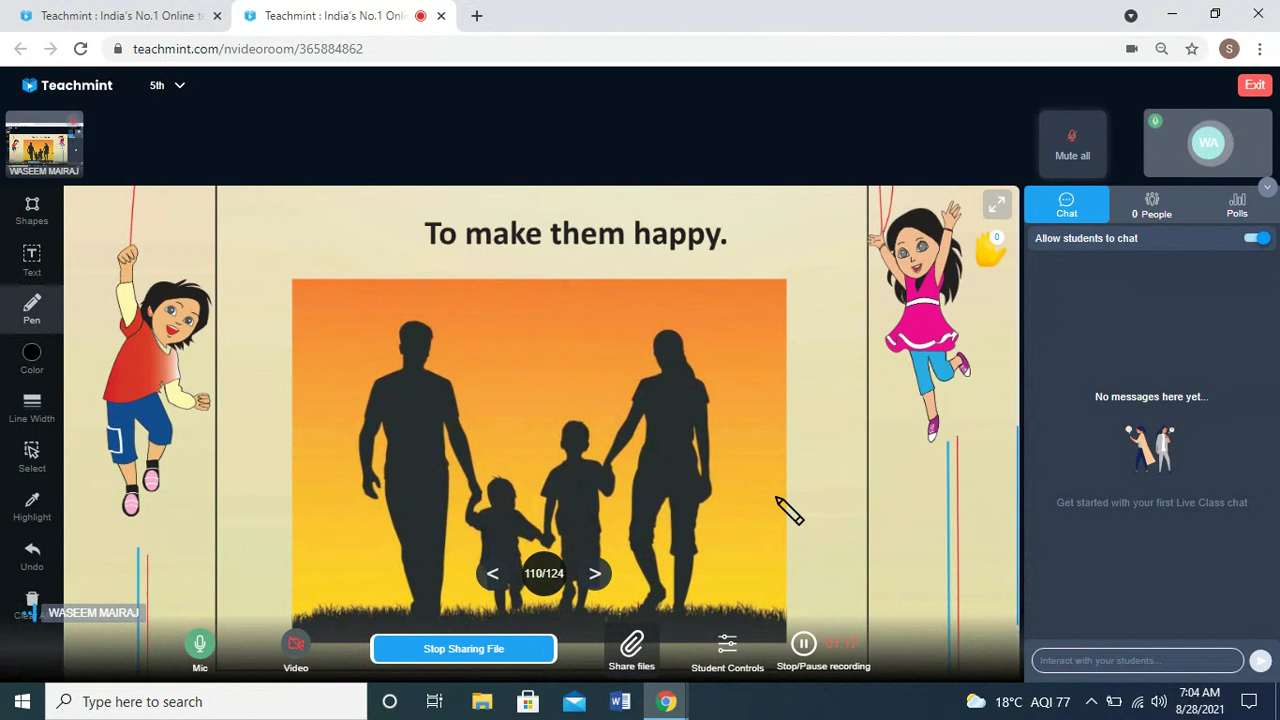 Teachmint : India's No.1 Online t
Teachmint : India's No.1 Onli
teachmint.com/nvideoroom/365884862
S
Teachmint
5th
Exit
WASEEM MAIRAJ
Mute all
WA
Shapes
Text
Pen
Color
Line Width
Select
Highlight
Undo
To make them happy.
0
Chat
0 People
Polls
Allow students to chat
No messages here yet...
Get started with your first Live Class chat
110/124
WASEEM MAIRAJ
Mic
Video
Stop Sharing File
Share files
Student Controls
Stop/Pause recording
Interact with your students...
Type here to search
18°C AQI 77
7:04 AM
8/28/2021